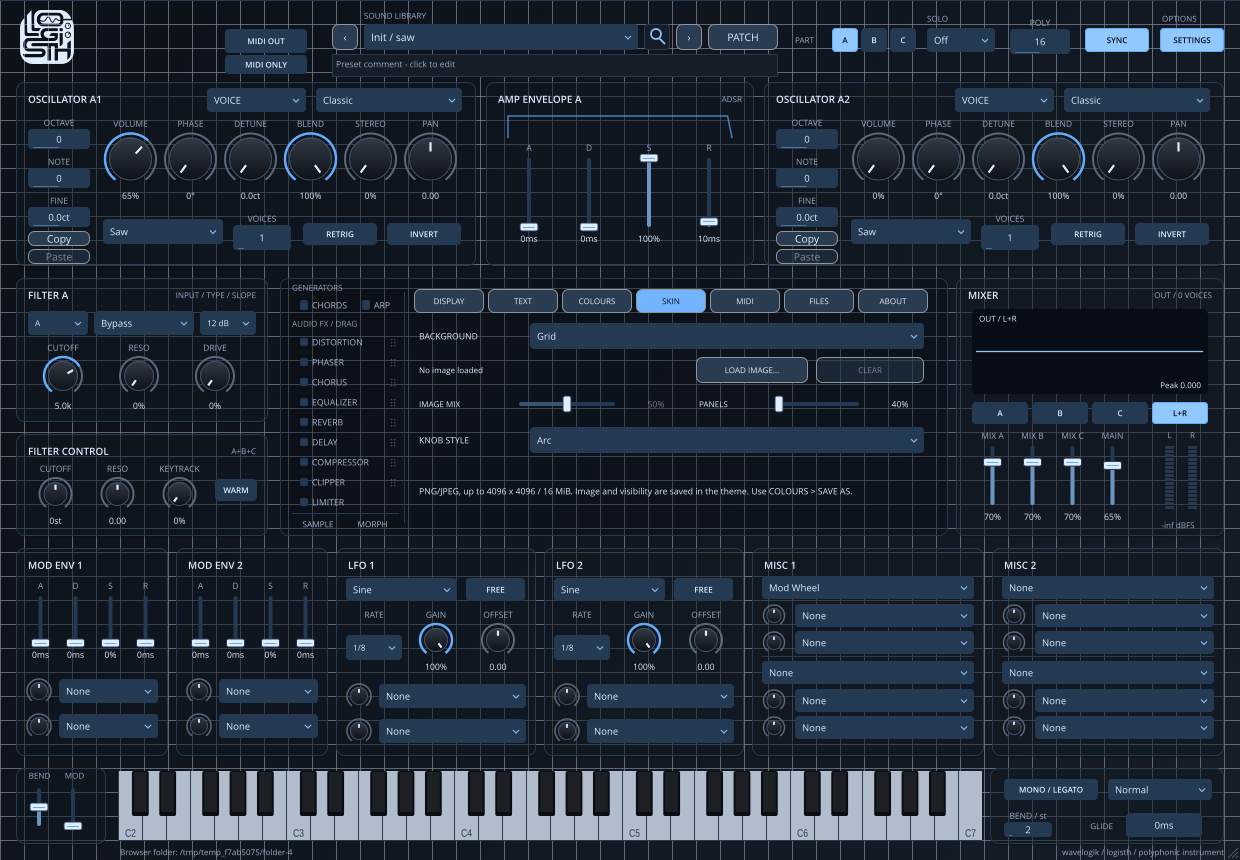 LOGISTH
SOUND LIBRARY
SOLO
POLY
OPTIONS
MIDI OUT
MIDI ONLY
‹
Init / saw
›
PATCH
PART
A
B
C
Off
16
SYNC
SETTINGS
Preset comment - click to edit
OSCILLATOR A1
VOICE
Classic
OCTAVE
0
NOTE
0
FINE
0.0ct
Copy
Paste
VOLUME
PHASE
DETUNE
BLEND
STEREO
PAN
65%
0°
0.0ct
100%
0%
0.00
Saw
VOICES
1
RETRIG
INVERT
AMP ENVELOPE A
ADSR
A
D
S
R
0ms
0ms
100%
10ms
OSCILLATOR A2
VOICE
Classic
OCTAVE
0
NOTE
0
FINE
0.0ct
Copy
Paste
VOLUME
PHASE
DETUNE
BLEND
STEREO
PAN
0%
0°
0.0ct
100%
0%
0.00
Saw
VOICES
1
RETRIG
INVERT
FILTER A
INPUT / TYPE / SLOPE
A
Bypass
12 dB
CUTOFF
RESO
DRIVE
5.0k
0%
0%
FILTER CONTROL
A+B+C
CUTOFF
RESO
KEYTRACK
WARM
0st
0.00
0%
GENERATORS
CHORDS
ARP
AUDIO FX / DRAG
DISTORTION
PHASER
CHORUS
EQUALIZER
REVERB
DELAY
COMPRESSOR
CLIPPER
LIMITER
SAMPLE
MORPH
DISPLAY
TEXT
COLOURS
SKIN
MIDI
FILES
ABOUT
BACKGROUND
Grid
No image loaded
LOAD IMAGE...
CLEAR
IMAGE MIX
50%
PANELS
40%
KNOB STYLE
Arc
PNG/JPEG, up to 4096 x 4096 / 16 MiB. Image and visibility are saved in the theme. Use COLOURS > SAVE AS.
MIXER
OUT / 0 VOICES
OUT / L+R
Peak 0.000
A
B
C
L+R
MIX A
MIX B
MIX C
MAIN
L
R
70%
70%
70%
65%
-inf dBFS
MOD ENV 1
A
D
S
R
0ms
0ms
0%
0ms
None
None
MOD ENV 2
A
D
S
R
0ms
0ms
0%
0ms
None
None
LFO 1
Sine
FREE
RATE
GAIN
OFFSET
1/8
100%
0.00
None
None
LFO 2
Sine
FREE
RATE
GAIN
OFFSET
1/8
100%
0.00
None
None
MISC 1
Mod Wheel
None
None
None
None
None
MISC 2
None
None
None
None
None
None
BEND
MOD
C2
C3
C4
C5
C6
C7
MONO / LEGATO
Normal
BEND / st
2
GLIDE
0ms
Browser folder: /tmp/temp_f7ab5075/folder-4
wavelogik / logisth / polyphonic instrument